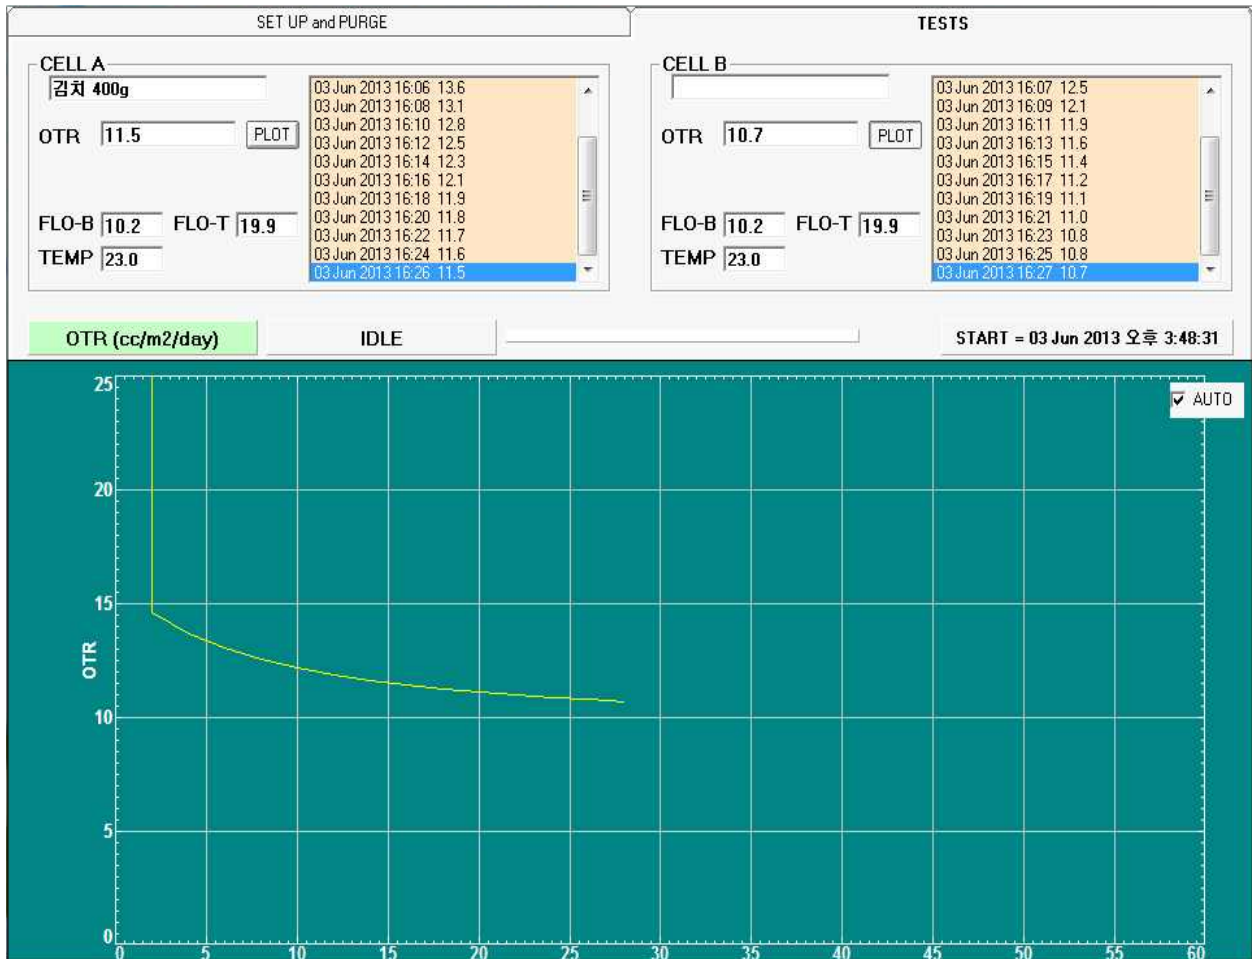 SET UP and PURGE
TESTS
CELL A
김치 400g
OTR 11.5 PLOT
FLO-B 10.2 FLO-T 19.9
TEMP 23.0
03 Jun 2013 16:06 13.6
03 Jun 2013 16:08 13.1
03 Jun 2013 16:10 12.8
03 Jun 2013 16:12 12.5
03 Jun 2013 16:14 12.3
03 Jun 2013 16:16 12.1
03 Jun 2013 16:18 11.9
03 Jun 2013 16:20 11.8
03 Jun 2013 16:22 11.7
03 Jun 2013 16:24 11.6
03 Jun 2013 16:26 11.5
CELL B
OTR 10.7 PLOT
FLO-B 10.2 FLO-T 19.9
TEMP 23.0
03 Jun 2013 16:07 12.5
03 Jun 2013 16:09 12.1
03 Jun 2013 16:11 11.9
03 Jun 2013 16:13 11.6
03 Jun 2013 16:15 11.4
03 Jun 2013 16:17 11.2
03 Jun 2013 16:19 11.1
03 Jun 2013 16:21 11.0
03 Jun 2013 16:23 10.8
03 Jun 2013 16:25 10.8
03 Jun 2013 16:27 10.7
OTR (cc/m2/day)
IDLE
START = 03 Jun 2013 오후 3:48:31
AUTO
25
20
15
OTR
10
5
0
0 5 10 15 20 25 30 35 40 45 50 55 60